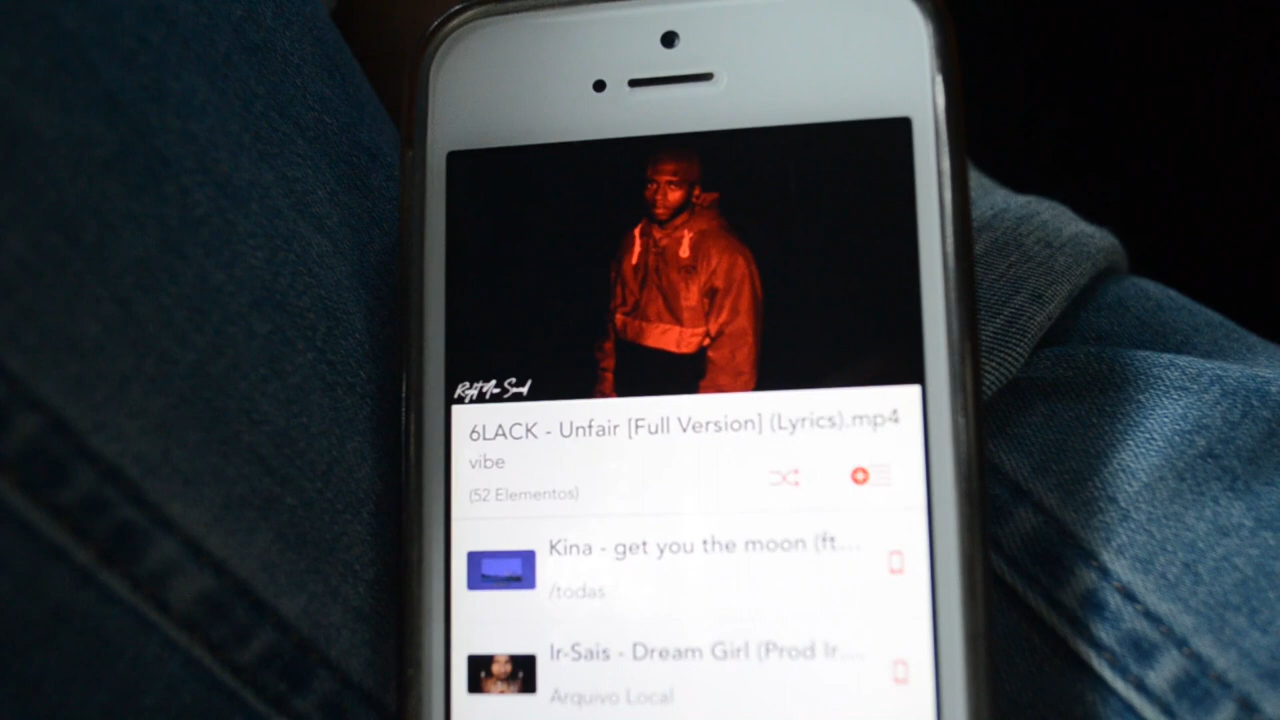 Right Now Sound
6LACK - Unfair [Full Version] (Lyrics).mp4
vibe
(52 Elementos)
Kina - get you the moon (ft...
/todas
Ir-Sais - Dream Girl (Prod Ir...
Arquivo Local